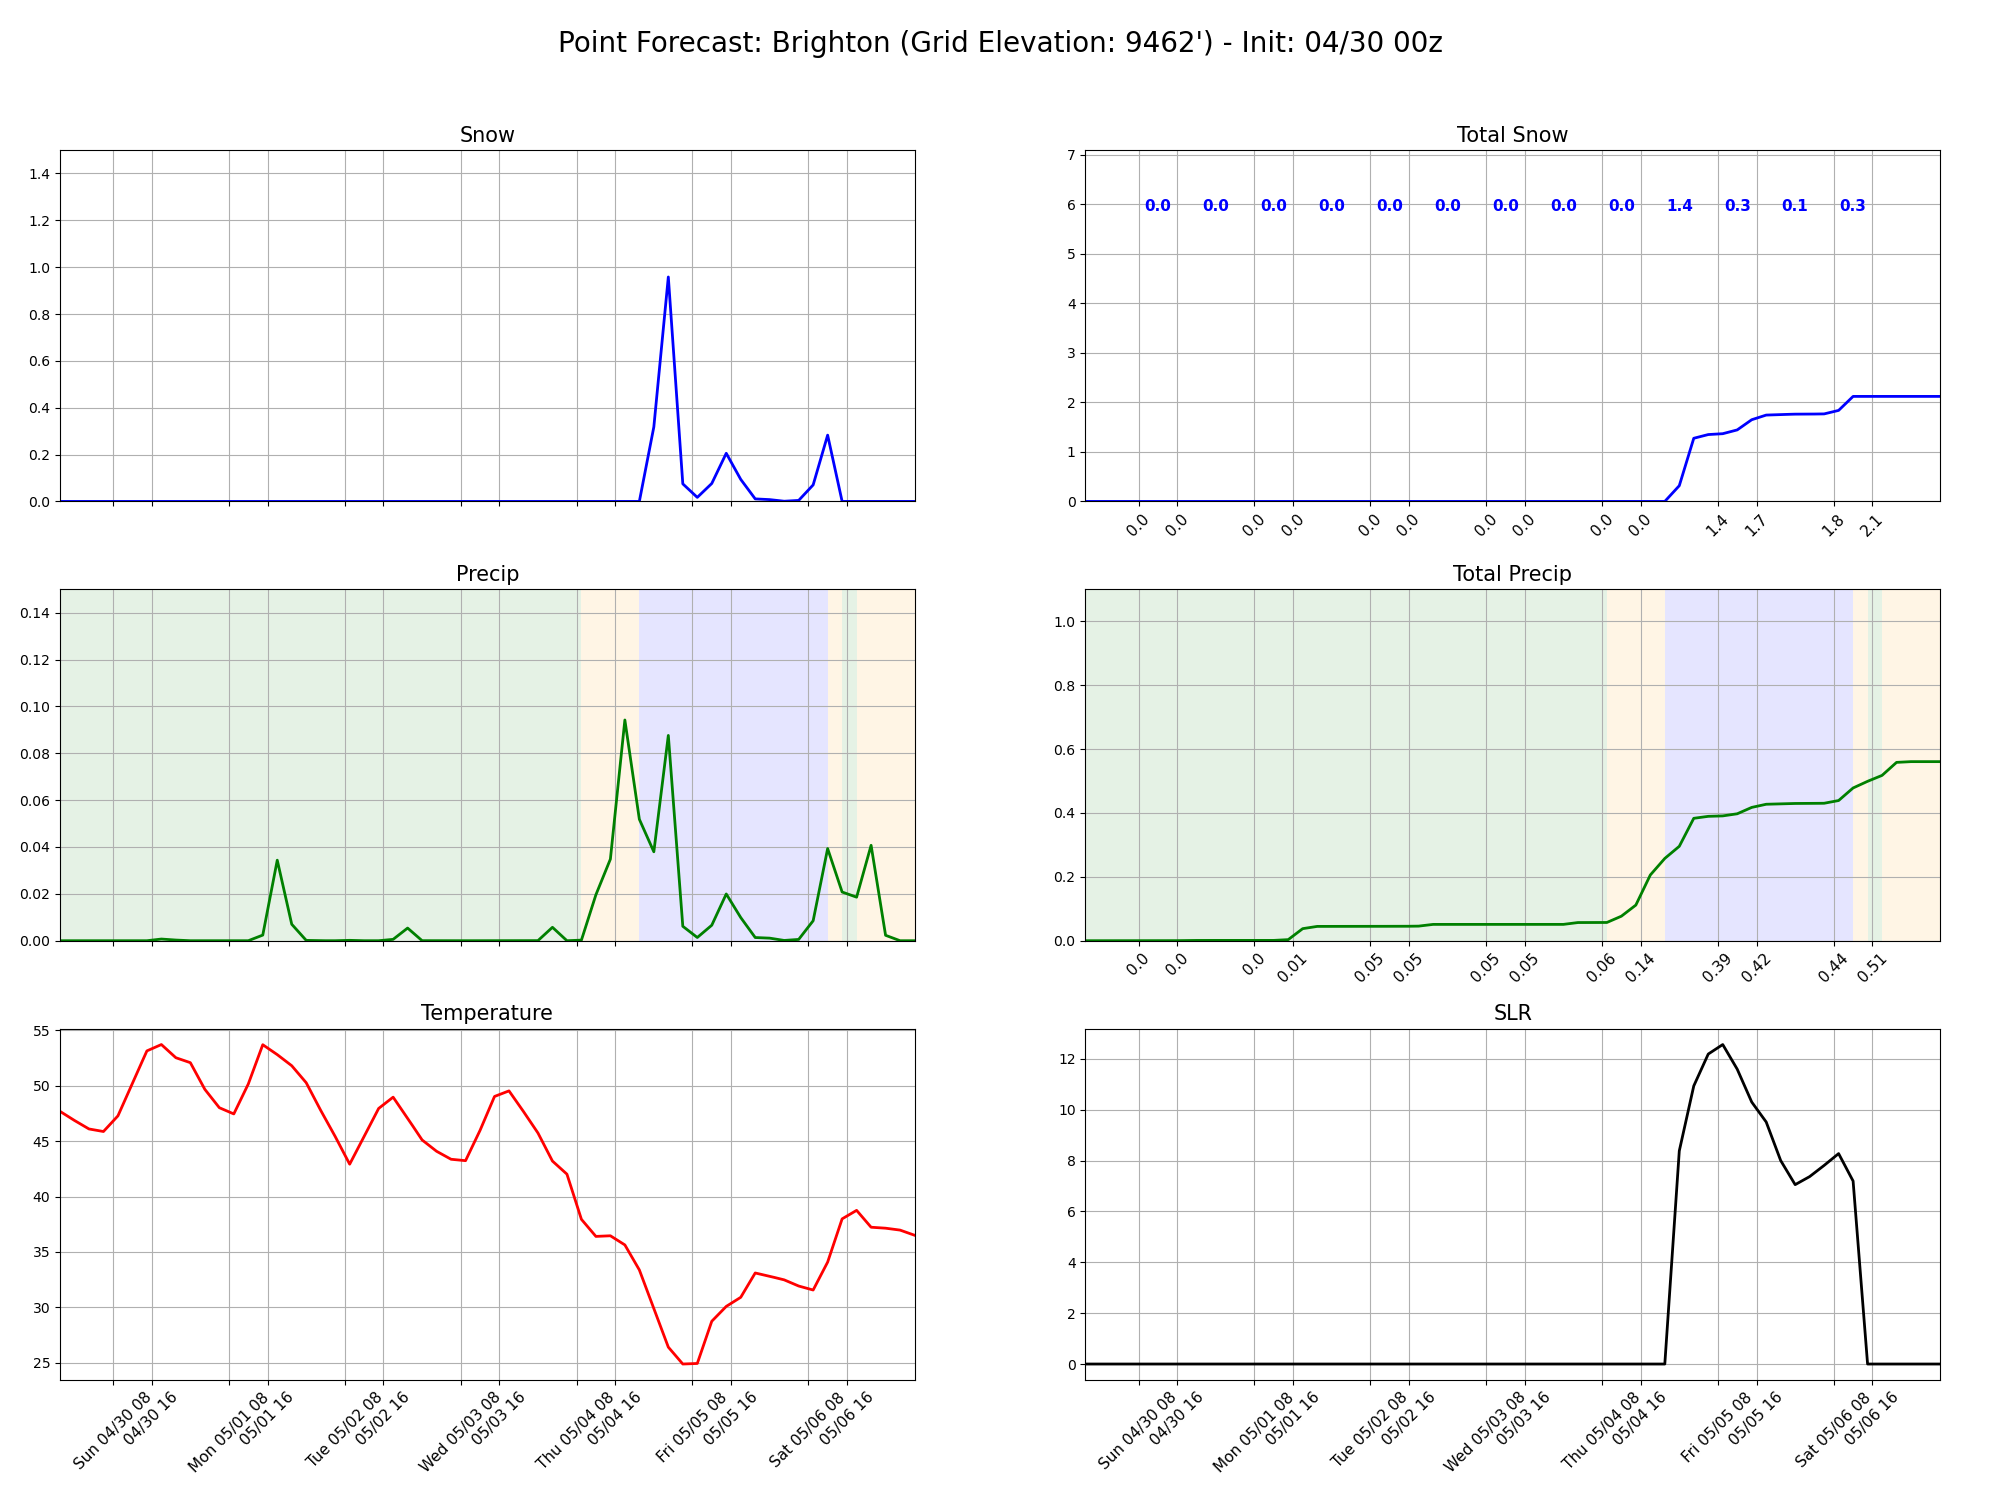 Point Forecast: Brighton (Grid Elevation: 9462') - Init: 04/30 00z
Snow
1.4
1.2
1.0
0.8
0.6
0.4
0.2
0.0
Total Snow
7
6
5
4
3
2
1
0
0.0 0.0 0.0 0.0 0.0 0.0 0.0 0.0 0.0 1.4 0.3 0.1 0.3
0.0 0.0 0.0 0.0 0.0 0.0 0.0 0.0 0.0 0.0 1.4 1.7 1.8 2.1
Precip
0.14
0.12
0.10
0.08
0.06
0.04
0.02
0.00
Total Precip
1.0
0.8
0.6
0.4
0.2
0.0
0.0 0.0 0.0 0.01 0.05 0.05 0.05 0.05 0.06 0.14 0.39 0.42 0.44 0.51
Temperature
55
50
45
40
35
30
25
Sun 04/30 08
04/30 16
Mon 05/01 08
05/01 16
Tue 05/02 08
05/02 16
Wed 05/03 08
05/03 16
Thu 05/04 08
05/04 16
Fri 05/05 08
05/05 16
Sat 05/06 08
05/06 16
SLR
12
10
8
6
4
2
0
Sun 04/30 08
04/30 16
Mon 05/01 08
05/01 16
Tue 05/02 08
05/02 16
Wed 05/03 08
05/03 16
Thu 05/04 08
05/04 16
Fri 05/05 08
05/05 16
Sat 05/06 08
05/06 16